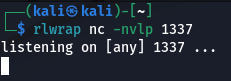 ┌──(kali㉿kali)-[~]
└─$ rlwrap nc -nvlp 1337
listening on [any] 1337 ...